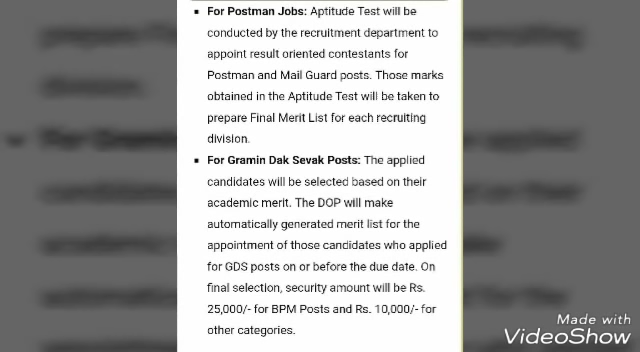 ▪ For Postman Jobs: Aptitude Test will be
conducted by the recruitment department to
appoint result oriented contestants for
Postman and Mail Guard posts. Those marks
obtained in the Aptitude Test will be taken to
prepare Final Merit List for each recruiting
division.
▪ For Gramin Dak Sevak Posts: The applied
candidates will be selected based on their
academic merit. The DOP will make
automatically generated merit list for the
appointment of those candidates who applied
for GDS posts on or before the due date. On
final selection, security amount will be Rs.
25,000/- for BPM Posts and Rs. 10,000/- for
other categories.
Made with
VideoShow